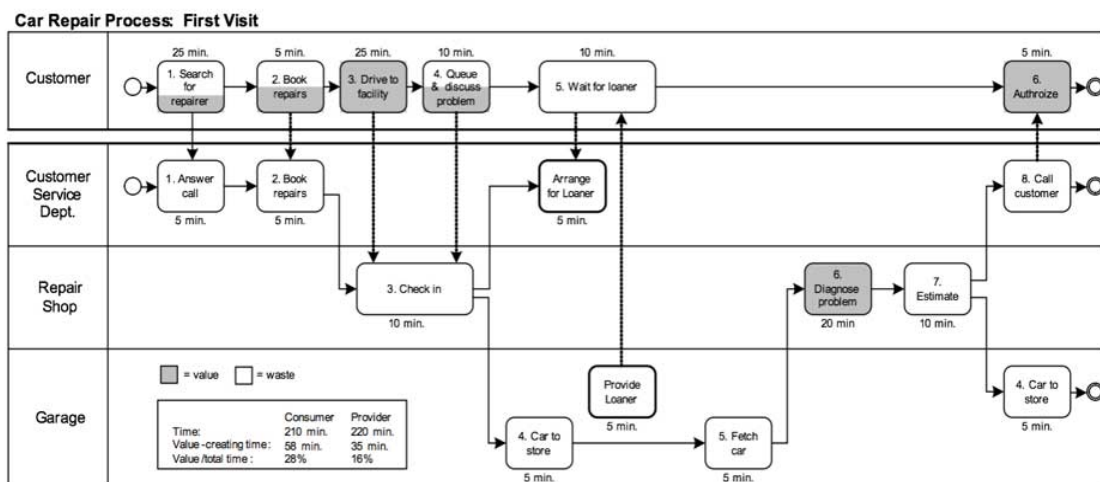 Car Repair Process: First Visit
Customer
25 min.
1. Search
for
repairer
5 min.
2. Book
repairs
25 min.
3. Drive to
facility
10 min.
4. Queue
& discuss
problem
10 min.
5. Wait for loaner
5 min.
6.
Authroize
Customer
Service
Dept.
1. Answer
call
5 min.
2. Book
repairs
5 min.
Arrange
for Loaner
5 min.
8. Call
customer
5 min.
Repair
Shop
3. Check in
10 min.
6.
Diagnose
problem
20 min
7.
Estimate
10 min.
Garage
= value
= waste
Consumer Provider
Time: 210 min. 220 min.
Value -creating time: 58 min. 35 min.
Value /total time : 28% 16%
4. Car to
store
5 min.
Provide
Loaner
5 min.
5. Fetch
car
5 min.
4. Car to
store
5 min.